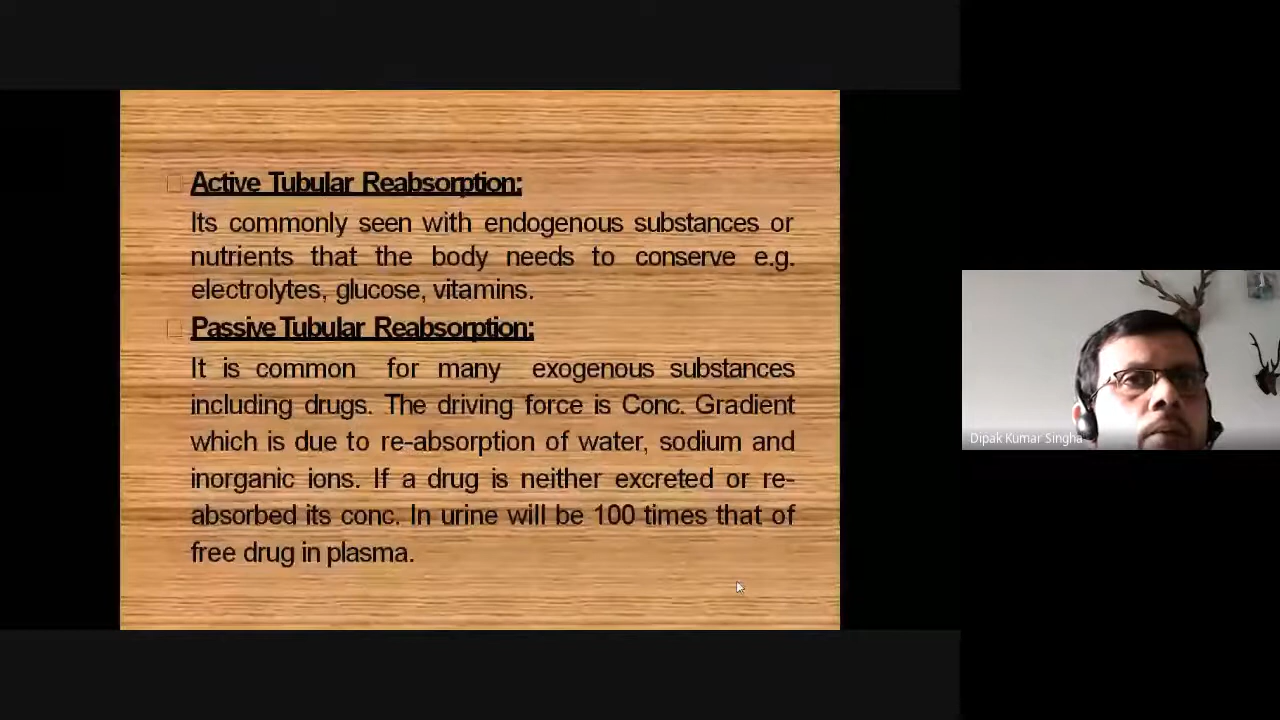 Active Tubular Reabsorption:
Its commonly seen with endogenous substances or
nutrients that the body needs to conserve e.g.
electrolytes, glucose, vitamins.
Passive Tubular Reabsorption:
It is common for many exogenous substances
including drugs. The driving force is Conc. Gradient
which is due to re-absorption of water, sodium and
inorganic ions. If a drug is neither excreted or re-
absorbed its conc. In urine will be 100 times that of
free drug in plasma.
Dipak Kumar Singha